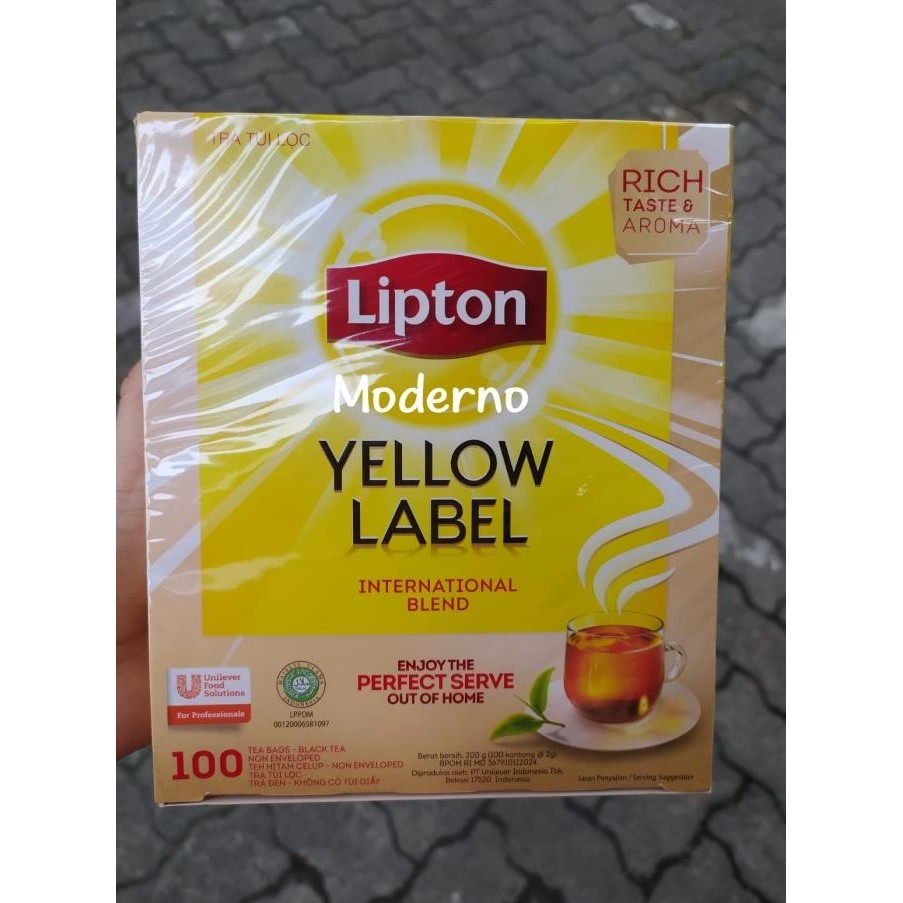 TRÀ TÚI LỌC
RICH
TASTE &
AROMA
Lipton
Moderno
YELLOW
LABEL
INTERNATIONAL
BLEND
Unilever
Food
Solutions
For Professionals
MAJELIS ULAMA
INDONESIA
LPPOM
00120006581097
ENJOY THE
PERFECT SERVE
OUT OF HOME
100
TEA BAGS - BLACK TEA
NON ENVELOPED
TEH HITAM CELUP - NON ENVELOPED
TRÀ TÚI LỌC -
TRÀ ĐEN - KHÔNG CÓ TÚI GIẤY
Berat bersih: 200 g (100 kantong @ 2g)
BPOM RI MD 367910112024
Diproduksi oleh: PT Unilever Indonesia Tbk.
Bekasi 17520, Indonesia
Saran Penyajian / Serving Suggestion